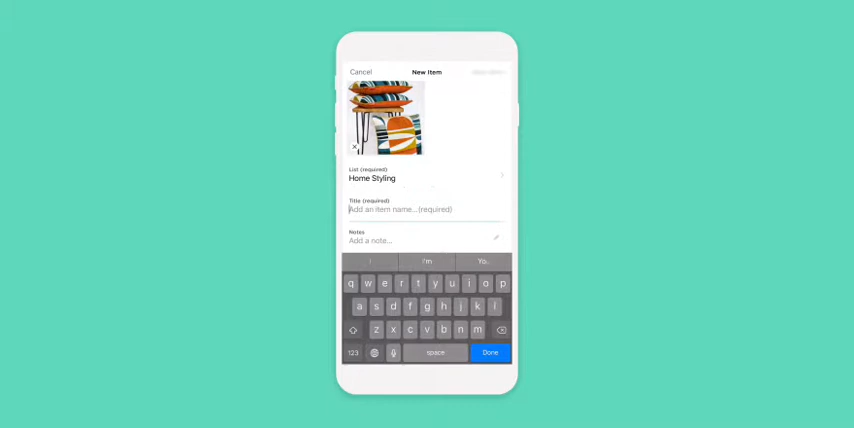 Cancel New Item
List (required)
Home Styling
Title (required)
Add an item name...(required)
Notes
Add a note...
I I'm
q w e r t y u i o p
a s d f g h j k l
z x c v b n m
123 space Done